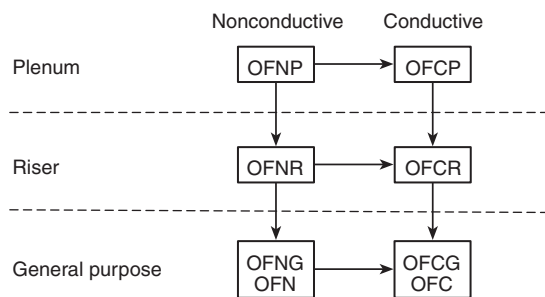 Nonconductive Conductive
Plenum OFNP OFCP
Riser OFNR OFCR
General purpose OFNG OFCG
OFN OFC